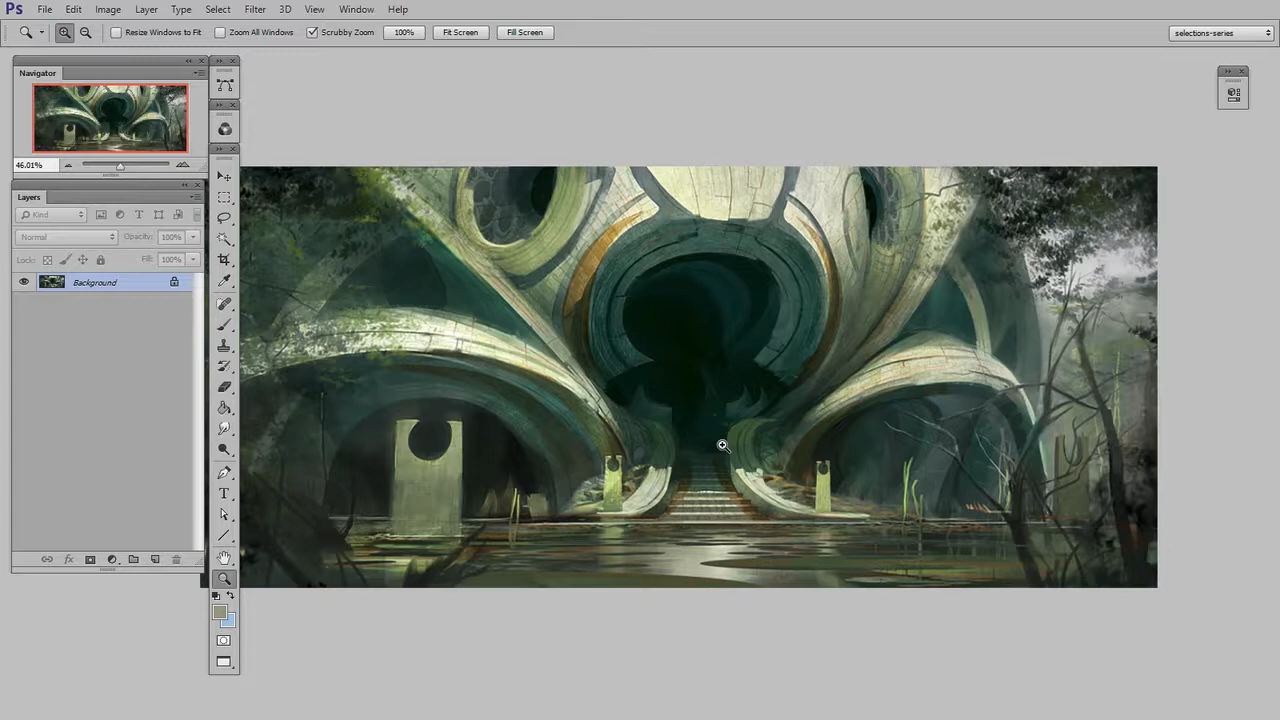 Ps File Edit Image Layer Type Select Filter 3D View Window Help
Resize Windows to Fit Zoom All Windows Scrubby Zoom 100% Fit Screen Fill Screen selections-series
Navigator
46.01%
Layers
Kind T
Normal Opacity: 100%
Lock: Fill: 100%
Background
fx
T